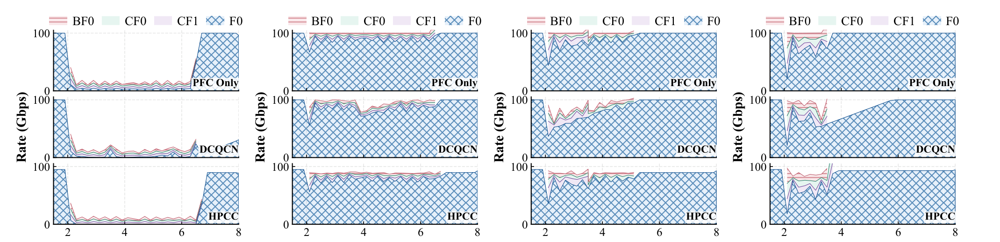 BF0 CF0 CF1 F0 BF0 CF0 CF1 F0 BF0 CF0 CF1 F0 BF0 CF0 CF1 F0
100 100 100 100
PFC Only PFC Only PFC Only PFC Only
0 0 0 0
100 100 100 100
Rate (Gbps) Rate (Gbps) Rate (Gbps) Rate (Gbps)
DCQCN DCQCN DCQCN DCQCN
0 0 0 0
100 100 100 100
HPCC HPCC HPCC HPCC
0 0 0 0
2 4 6 8 2 4 6 8 2 4 6 8 2 4 6 8